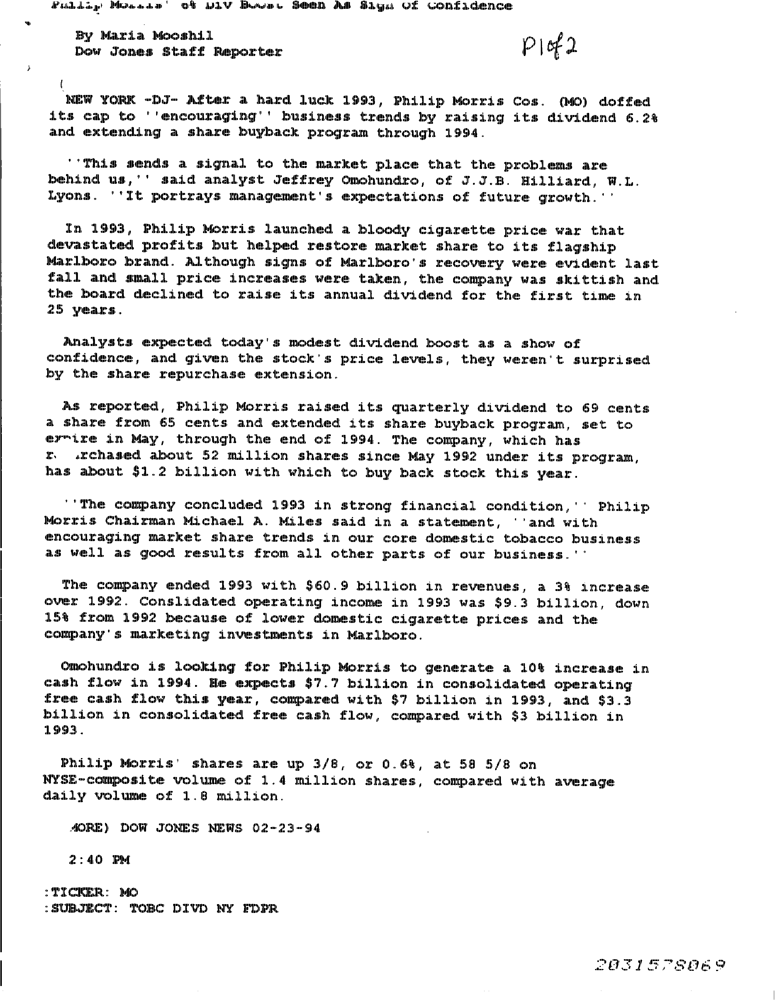 Philip Morris' 6% Div Boost Seen As Sign Of Confidence
By Maria Mooshil
Dow Jones Staff Reporter
P1of2
NEW YORK -DJ- After a hard luck 1993, Philip Morris Cos. (MO) doffed
its cap to ''encouraging'' business trends by raising its dividend 6.2%
and extending a share buyback program through 1994.
''This sends a signal to the market place that the problems are
behind us,'' said analyst Jeffrey Omohundro, of J.J.B. Hilliard, W.L.
Lyons. ''It portrays management's expectations of future growth.''
In 1993, Philip Morris launched a bloody cigarette price war that
devastated profits but helped restore market share to its flagship
Marlboro brand. Although signs of Marlboro's recovery were evident last
fall and small price increases were taken, the company was skittish and
the board declined to raise its annual dividend for the first time in
25 years.
Analysts expected today's modest dividend boost as a show of
confidence, and given the stock's price levels, they weren't surprised
by the share repurchase extension.
As reported, Philip Morris raised its quarterly dividend to 69 cents
a share from 65 cents and extended its share buyback program, set to
expire in May, through the end of 1994. The company, which has
r. .rchased about 52 million shares since May 1992 under its program,
has about $1.2 billion with which to buy back stock this year.
''The company concluded 1993 in strong financial condition,'' Philip
Morris Chairman Michael A. Miles said in a statement, ''and with
encouraging market share trends in our core domestic tobacco business
as well as good results from all other parts of our business.''
The company ended 1993 with $60.9 billion in revenues, a 3% increase
over 1992. Conslidated operating income in 1993 was $9.3 billion, down
15% from 1992 because of lower domestic cigarette prices and the
company's marketing investments in Marlboro.
Omohundro is looking for Philip Morris to generate a 10% increase in
cash flow in 1994. He expects $7.7 billion in consolidated operating
free cash flow this year, compared with $7 billion in 1993, and $3.3
billion in consolidated free cash flow, compared with $3 billion in
1993.
Philip Morris' shares are up 3/8, or 0.6%, at 58 5/8 on
NYSE-composite volume of 1.4 million shares, compared with average
daily volume of 1.8 million.
MORE) DOW JONES NEWS 02-23-94
2:40 PM
:TICKER: MO
:SUBJECT: TOBC DIVD NY FDPR
2031578069